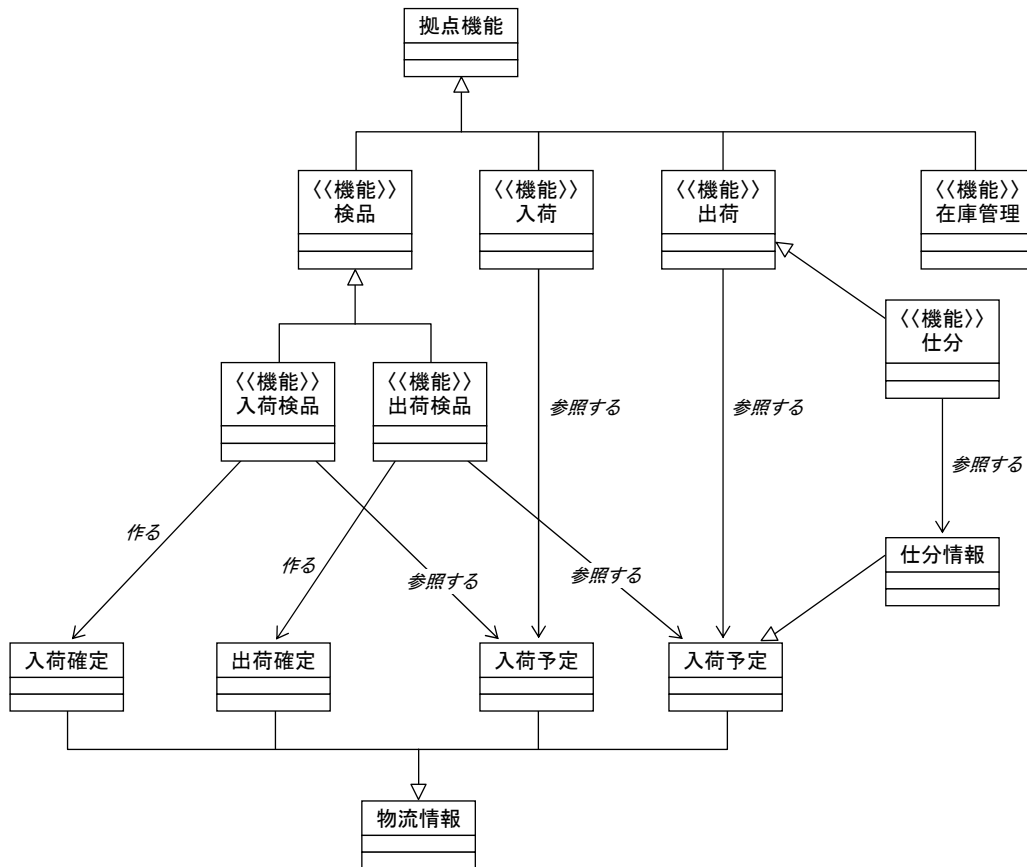 拠点機能
〈〈機能〉〉
検品
〈〈機能〉〉
入荷
〈〈機能〉〉
出荷
〈〈機能〉〉
在庫管理
〈〈機能〉〉
仕分
〈〈機能〉〉
入荷検品
〈〈機能〉〉
出荷検品
参照する
参照する
参照する
作る
作る
参照する
参照する
仕分情報
入荷確定
出荷確定
入荷予定
入荷予定
物流情報